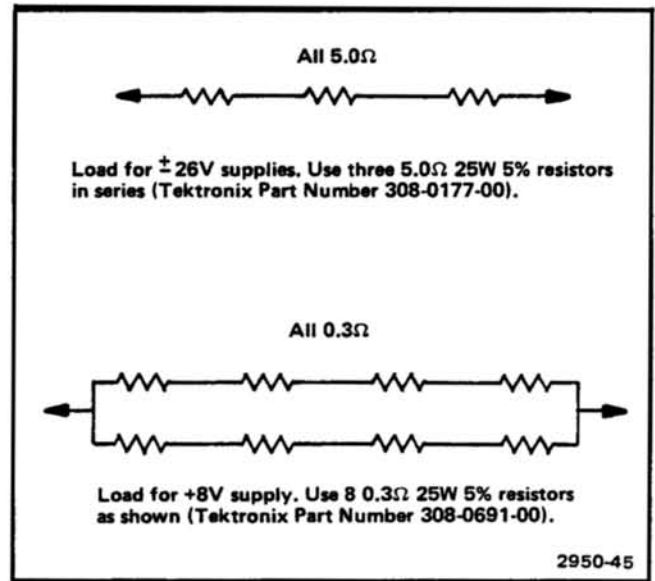 All 5.0Ω
Load for ± 26V supplies. Use three 5.0Ω 25W 5% resistors
in series (Tektronix Part Number 308-0177-00).
All 0.3Ω
Load for +8V supply. Use 8 0.3Ω 25W 5% resistors
as shown (Tektronix Part Number 308-0691-00).
2950-45